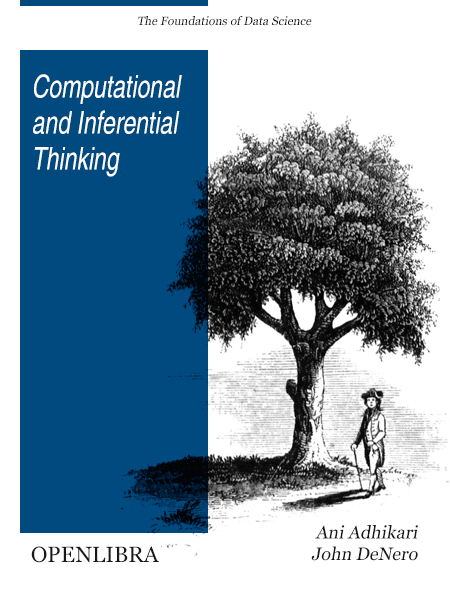 The Foundations of Data Science
Computational
and Inferential
Thinking
Ani Adhikari
John DeNero
OPENLIBRA